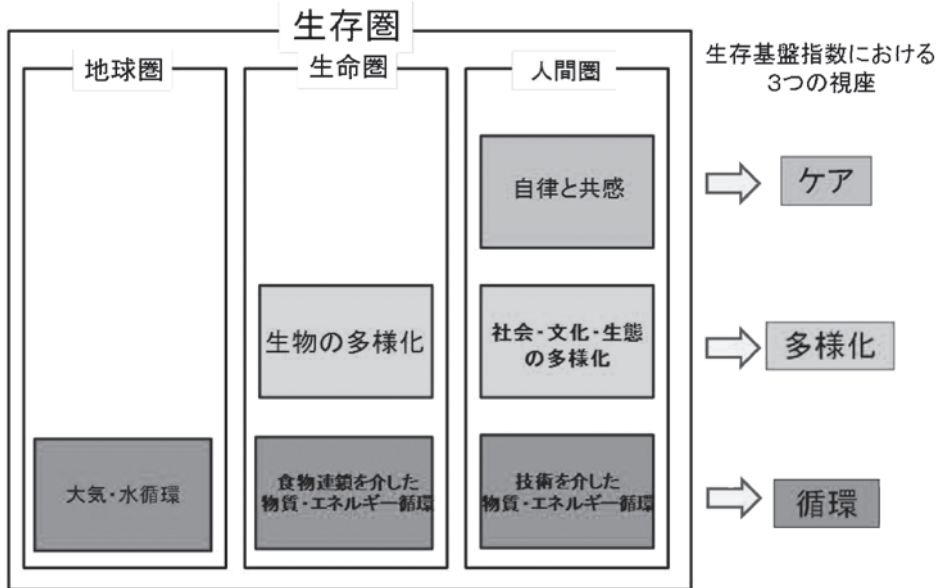 生存圏
地球圏
生命圏
人間圏
生存基盤指数における
3つの視座
自律と共感
ケア
生物の多様化
社会・文化・生態
の多様化
多様化
大気・水循環
食物連鎖を介した
物質・エネルギー循環
技術を介した
物質・エネルギー循環
循環